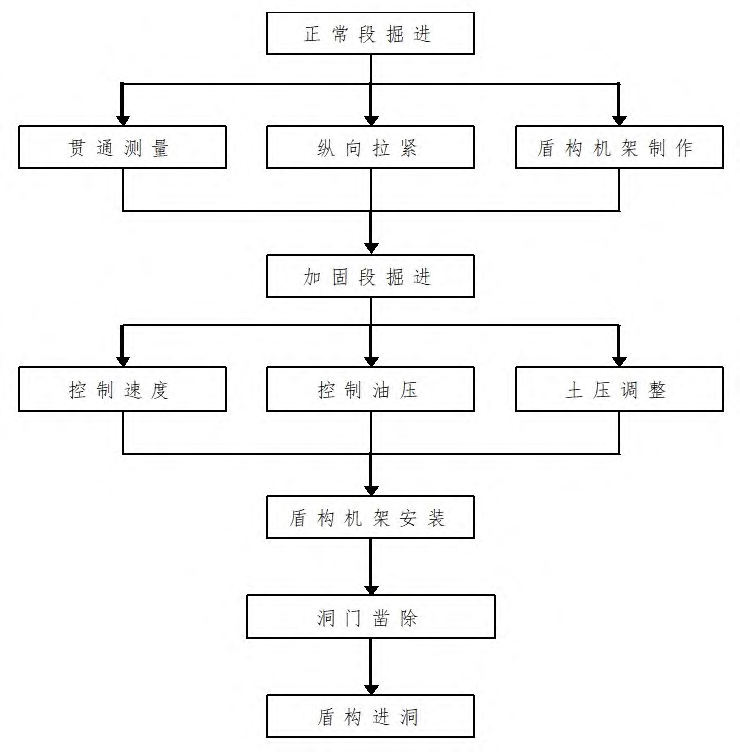 正常段掘进
贯通测量
纵向拉紧
盾构机架制作
加固段掘进
控制速度
控制油压
土压调整
盾构机架安装
洞门凿除
盾构进洞